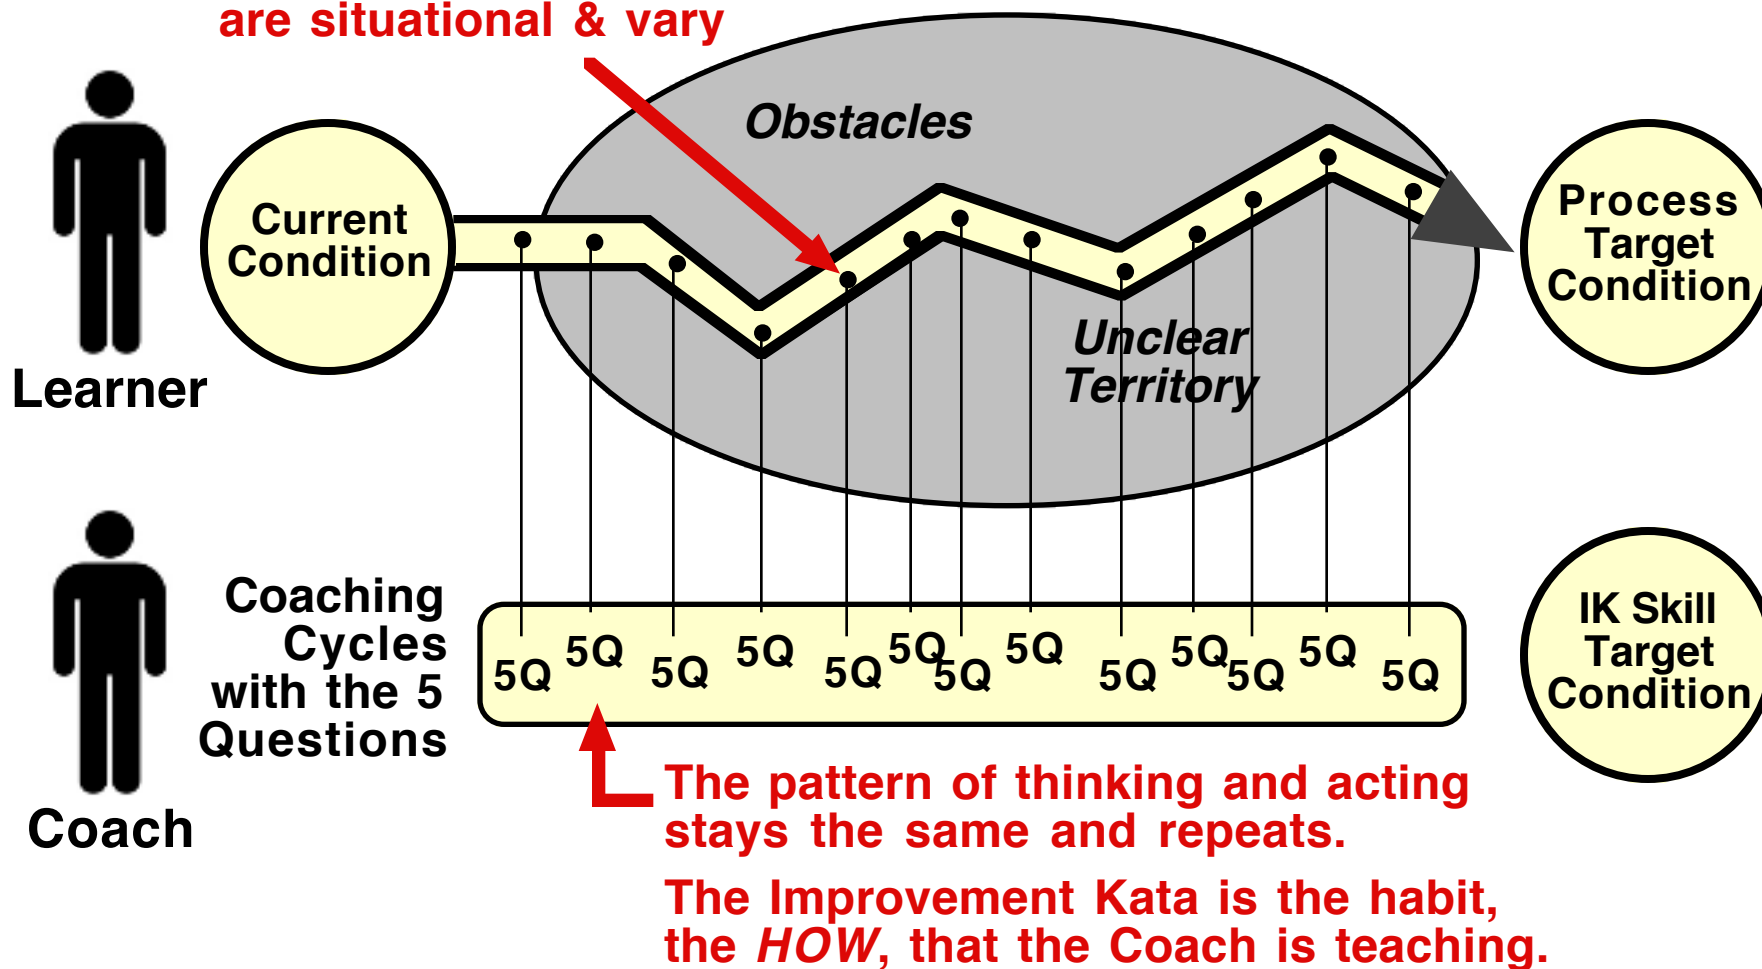 are situational & vary
Obstacles
Current
Condition
Process
Target
Condition
Unclear
Territory
Learner
Coaching
Cycles
with the 5
Questions
5Q 5Q 5Q 5Q 5Q 5Q 5Q 5Q 5Q 5Q 5Q 5Q 5Q
IK Skill
Target
Condition
Coach
The pattern of thinking and acting
stays the same and repeats.
The Improvement Kata is the habit,
the HOW, that the Coach is teaching.